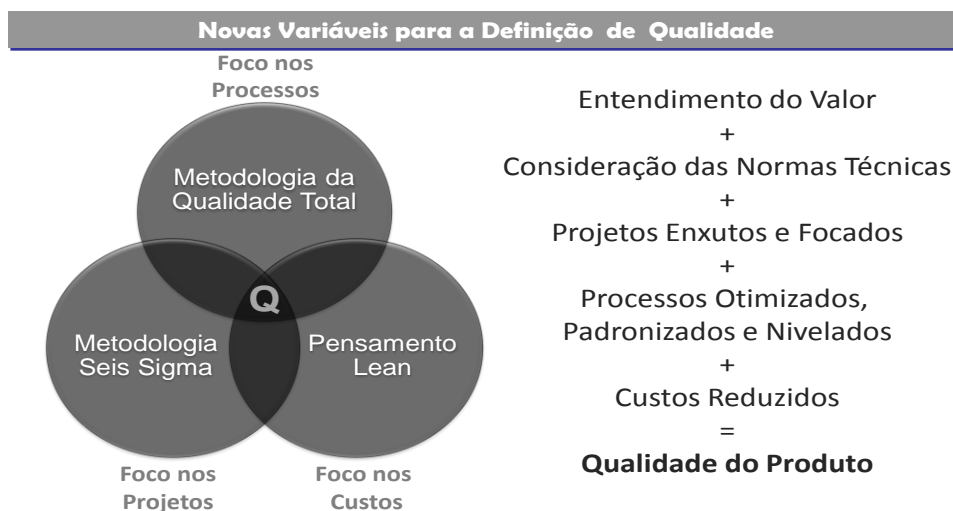 Novas Variáveis para a Definição de Qualidade
Foco nos
Processos
Metodologia da
Qualidade Total
Q
Metodologia
Seis Sigma
Pensamento
Lean
Foco nos
Projetos
Foco nos
Custos
Entendimento do Valor
+
Consideração das Normas Técnicas
+
Projetos Enxutos e Focados
+
Processos Otimizados,
Padronizados e Nivelados
+
Custos Reduzidos
=
Qualidade do Produto